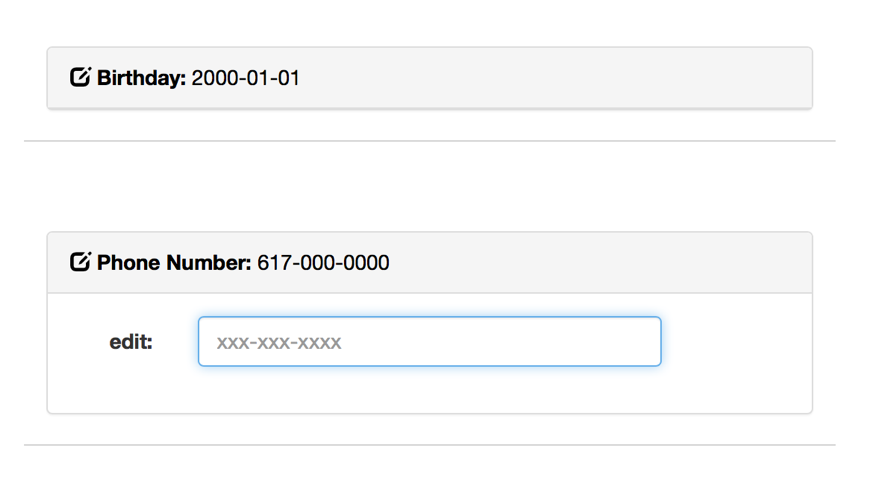 Birthday: 2000-01-01
Phone Number: 617-000-0000
edit: xxx-xxx-xxxx